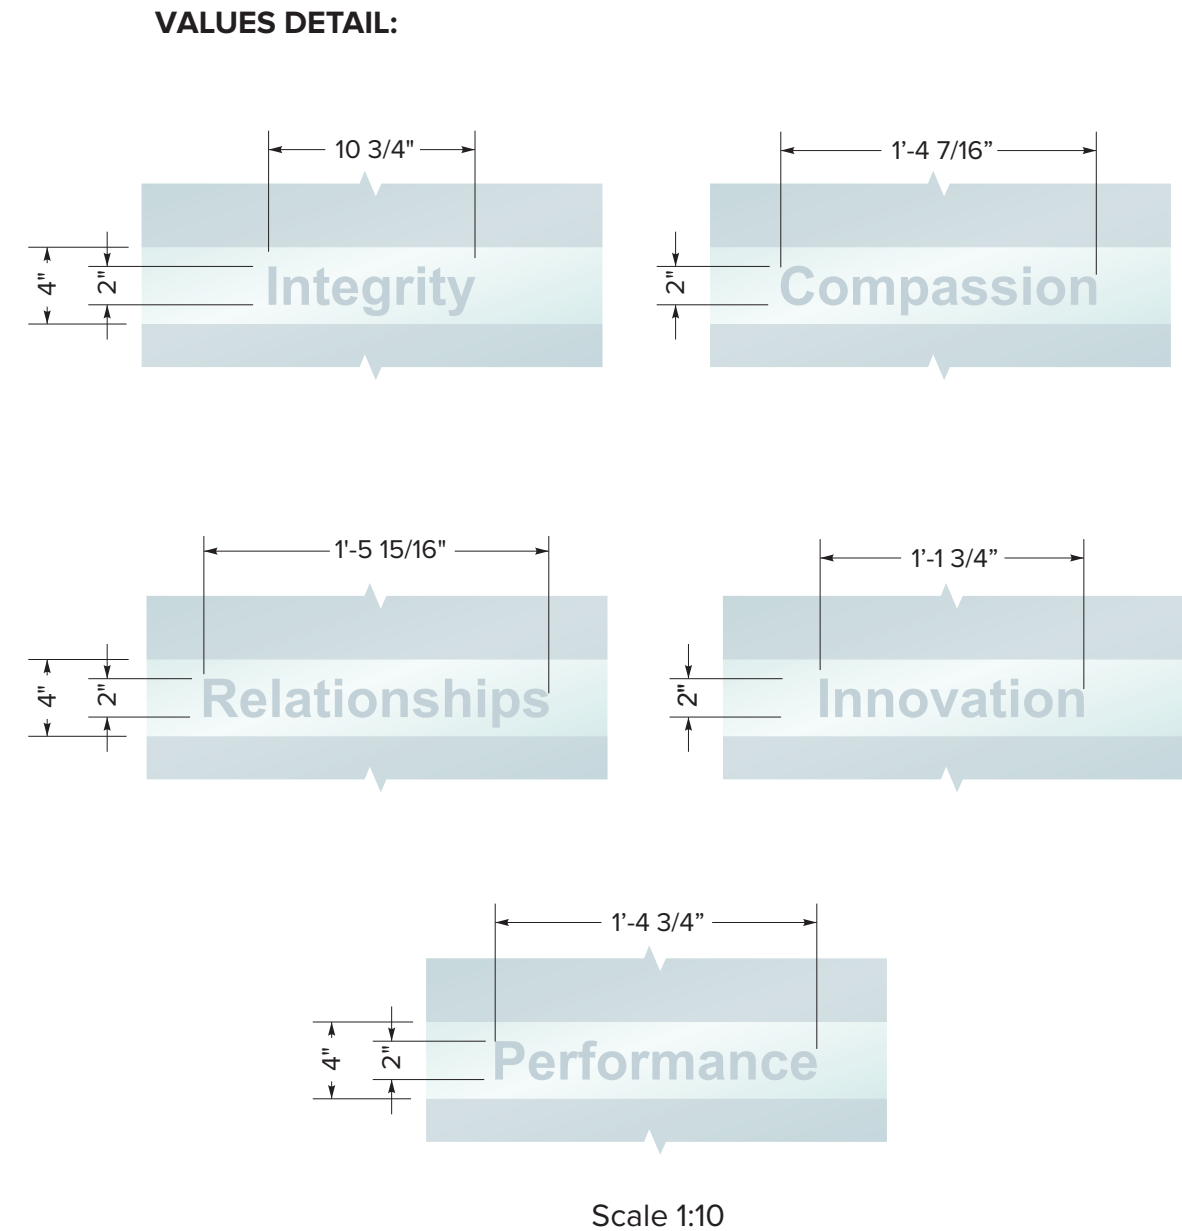 VALUES DETAIL:
10 3/4"
1’-4 7/16”
4"
2"
Integrity
2"
Compassion
1'-5 15/16"
1’-1 3/4”
4"
2"
Relationships
2"
Innovation
1’-4 3/4”
4"
2"
Performance
Scale 1:10